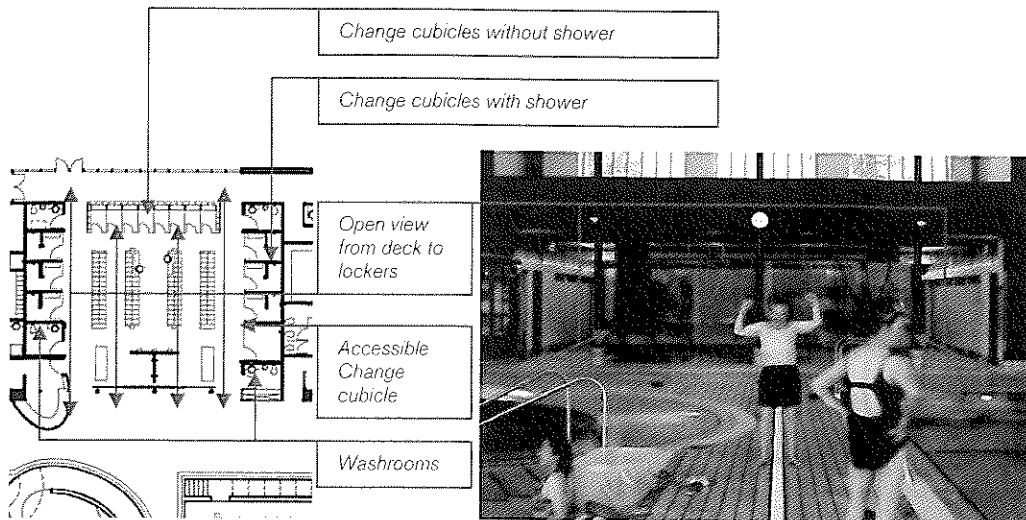 Change cubicles without shower
Change cubicles with shower
Open view
from deck to
lockers
Accessible
Change
cubicle
Washrooms